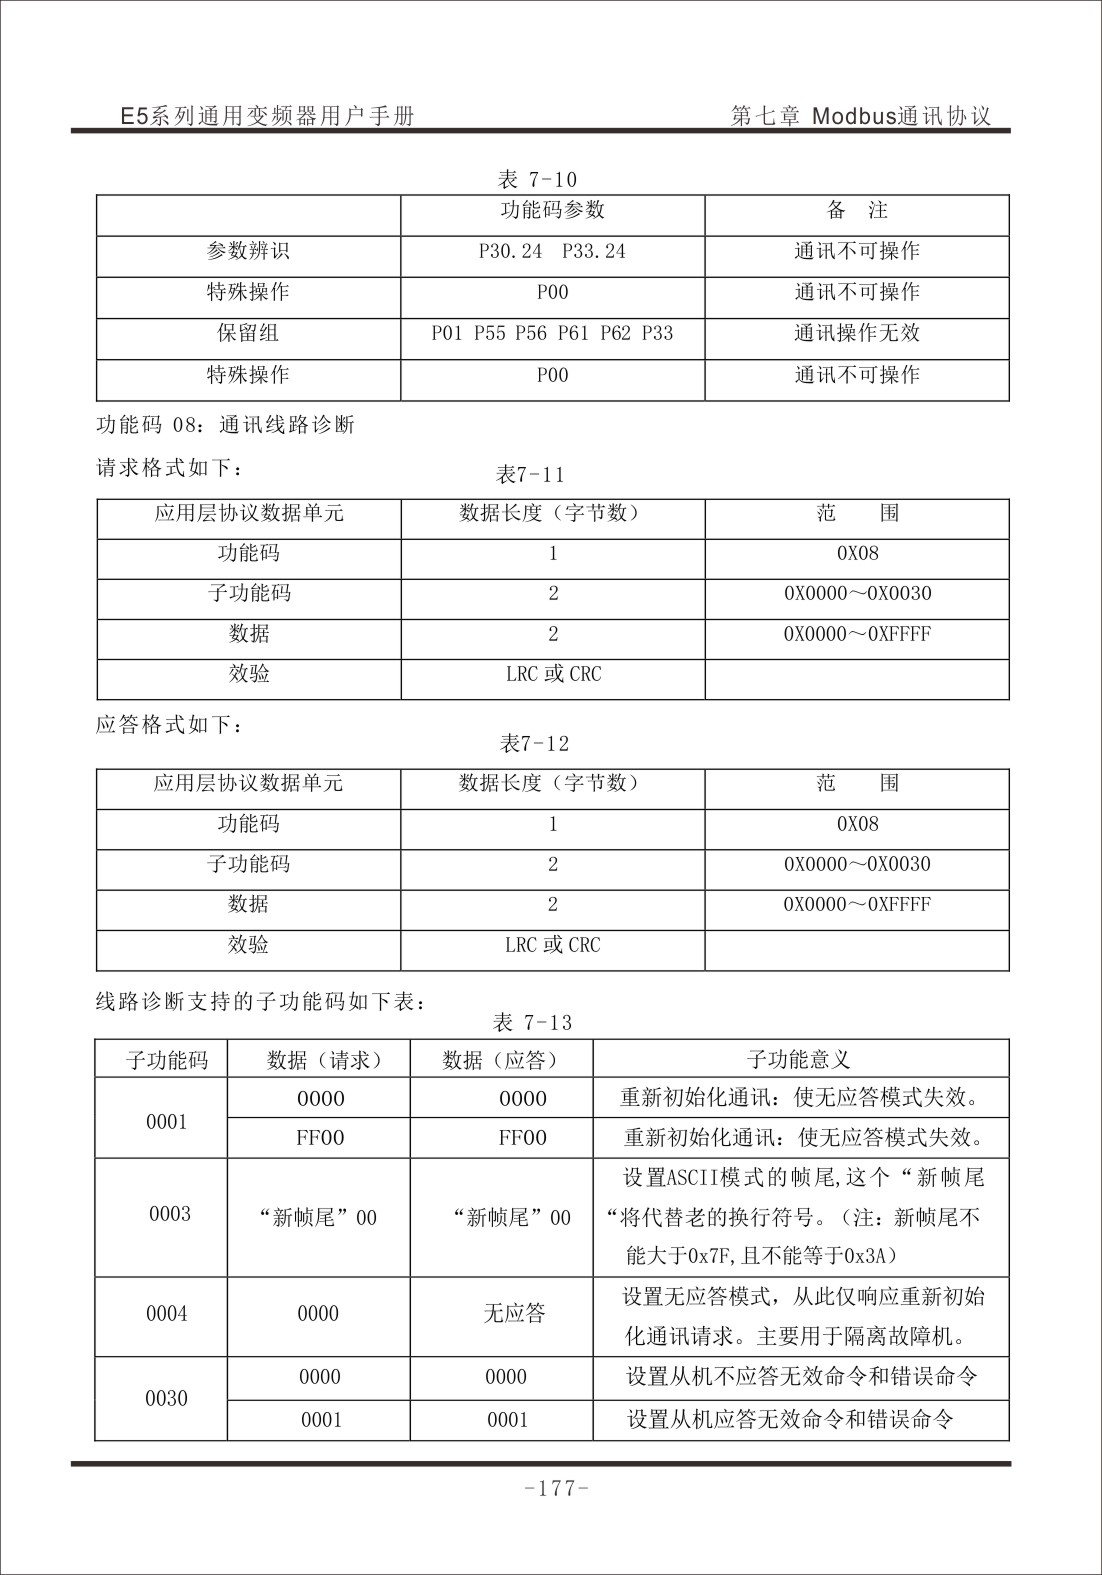 E5系列通用变频器用户手册 第七章 Modbus通讯协议
表 7-10
功能码参数 备 注
参数辨识 P30.24 P33.24 通讯不可操作
特殊操作 P00 通讯不可操作
保留组 P01 P55 P56 P61 P62 P33 通讯操作无效
特殊操作 P00 通讯不可操作
功能码 08：通讯线路诊断
请求格式如下：
表7-11
应用层协议数据单元 数据长度（字节数） 范 围
功能码 1 0X08
子功能码 2 0X0000～0X0030
数据 2 0X0000～0XFFFF
效验 LRC 或 CRC
应答格式如下：
表7-12
应用层协议数据单元 数据长度（字节数） 范 围
功能码 1 0X08
子功能码 2 0X0000～0X0030
数据 2 0X0000～0XFFFF
效验 LRC 或 CRC
线路诊断支持的子功能码如下表：
表 7-13
子功能码 数据（请求） 数据（应答） 子功能意义
0001 0000 0000 重新初始化通讯：使无应答模式失效。
FF00 FF00 重新初始化通讯：使无应答模式失效。
0003 “新帧尾”00 “新帧尾”00 设置ASCII模式的帧尾,这个“新帧尾
“将代替老的换行符号。（注：新帧尾不
能大于0x7F,且不能等于0x3A）
0004 0000 无应答 设置无应答模式，从此仅响应重新初始
化通讯请求。主要用于隔离故障机。
0030 0000 0000 设置从机不应答无效命令和错误命令
0001 0001 设置从机应答无效命令和错误命令
-177-